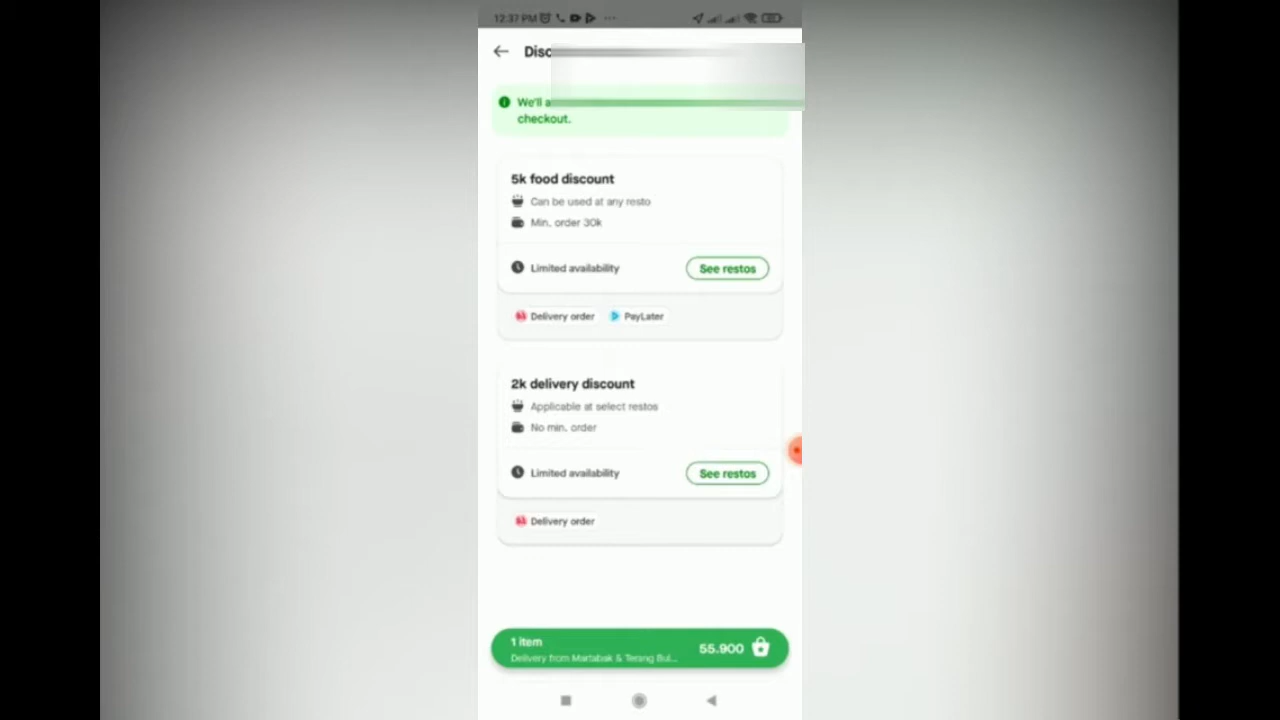 12:37 PM
Disc
We'll a
checkout.
5k food discount
Can be used at any resto
Min. order 30k
Limited availability
See restos
Delivery order
PayLater
2k delivery discount
Applicable at select restos
No min. order
Limited availability
See restos
Delivery order
1 item
55.900
Delivery from Martabak & Terang Bul...